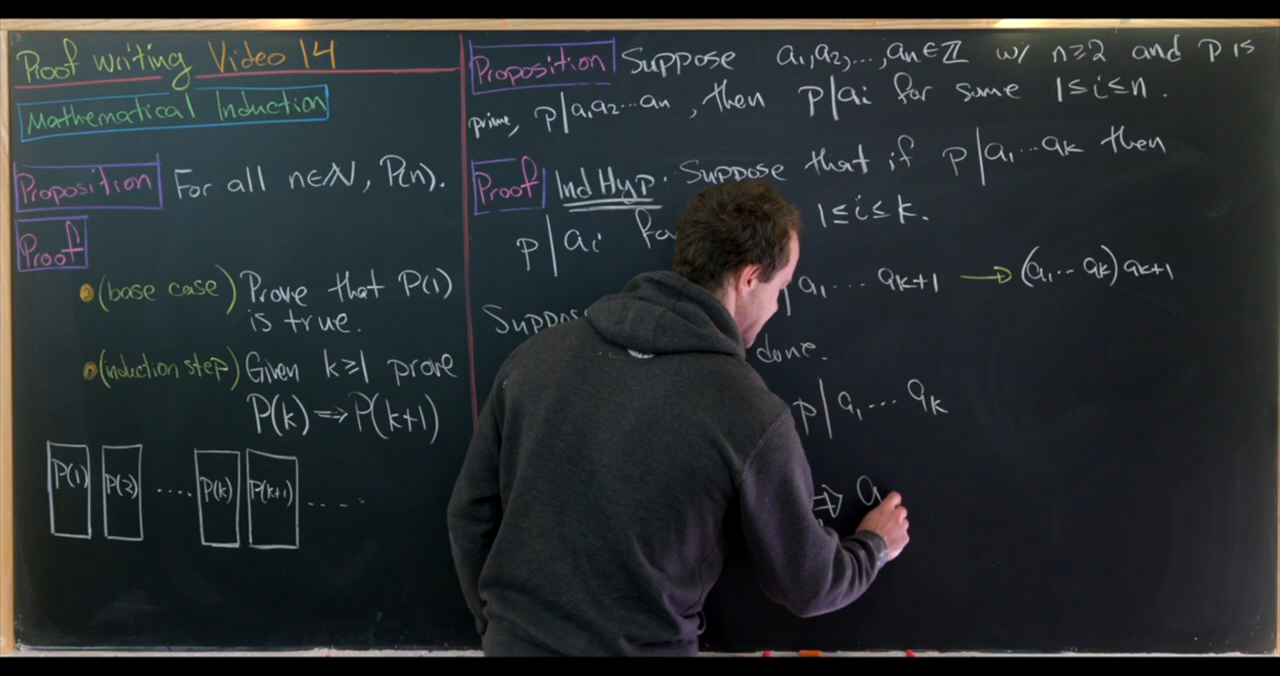 Proof writing Video 14
Mathematical Induction
Proposition For all n∈ℕ, P(n).
Proof
(base case) Prove that P(1)
is true.
(induction step) Given k≥1 prove
P(k) ⇒ P(k+1)
P(1) P(2) .... P(k) P(k+1) ....
Proposition Suppose a₁,a₂,...,aₙ∈ℤ w/ n≥2 and p is
prime, p|a₁a₂...aₙ, then p|aᵢ for some 1≤i≤n.
Proof Ind Hyp. Suppose that if p|a₁...aₖ then
p|aᵢ 1≤i≤k.
a₁...aₖ₊₁ → (a₁...aₖ)aₖ₊₁
done.
p|a₁...aₖ
⇒ a